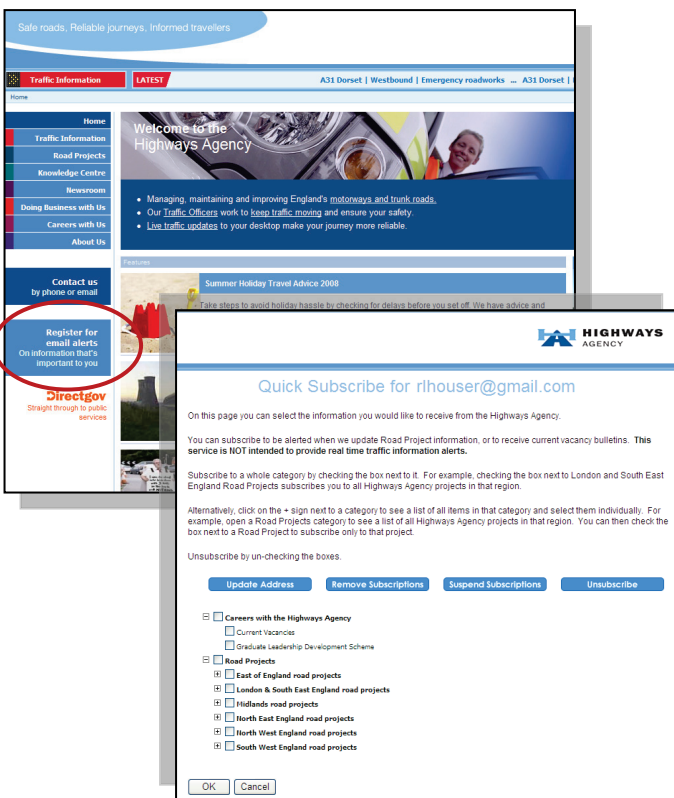 Safe roads, Reliable journeys, Informed travellers
Traffic Information
LATEST
A31 Dorset | Westbound | Emergency roadworks ... A31 Dorset |
Home
Home
Traffic Information
Road Projects
Knowledge Centre
Newsroom
Doing Business with Us
Careers with Us
About Us
Contact us
by phone or email
Register for
email alerts
On information that's
important to you
Directgov
Straight through to public
services
Welcome to the
Highways Agency
• Managing, maintaining and improving England's motorways and trunk roads.
• Our Traffic Officers work to keep traffic moving and ensure your safety.
• Live traffic updates to your desktop make your journey more reliable.
Features
Summer Holiday Travel Advice 2008
Take steps to avoid holiday hassle by checking for delays before you set off. We have advice and
HIGHWAYS
AGENCY
Quick Subscribe for rlhouser@gmail.com
On this page you can select the information you would like to receive from the Highways Agency.
You can subscribe to be alerted when we update Road Project information, or to receive current vacancy bulletins. This
service is NOT intended to provide real time traffic information alerts.
Subscribe to a whole category by checking the box next to it. For example, checking the box next to London and South East
England Road Projects subscribes you to all Highways Agency projects in that region.
Alternatively, click on the + sign next to a category to see a list of all items in that category and select them individually. For
example, open a Road Projects category to see a list of all Highways Agency projects in that region. You can then check the
box next to a Road Project to subscribe only to that project.
Unsubscribe by un-checking the boxes.
Update Address Remove Subscriptions Suspend Subscriptions Unsubscribe
Careers with the Highways Agency
Current Vacancies
Graduate Leadership Development Scheme
Road Projects
East of England road projects
London & South East England road projects
Midlands road projects
North East England road projects
North West England road projects
South West England road projects
OK Cancel